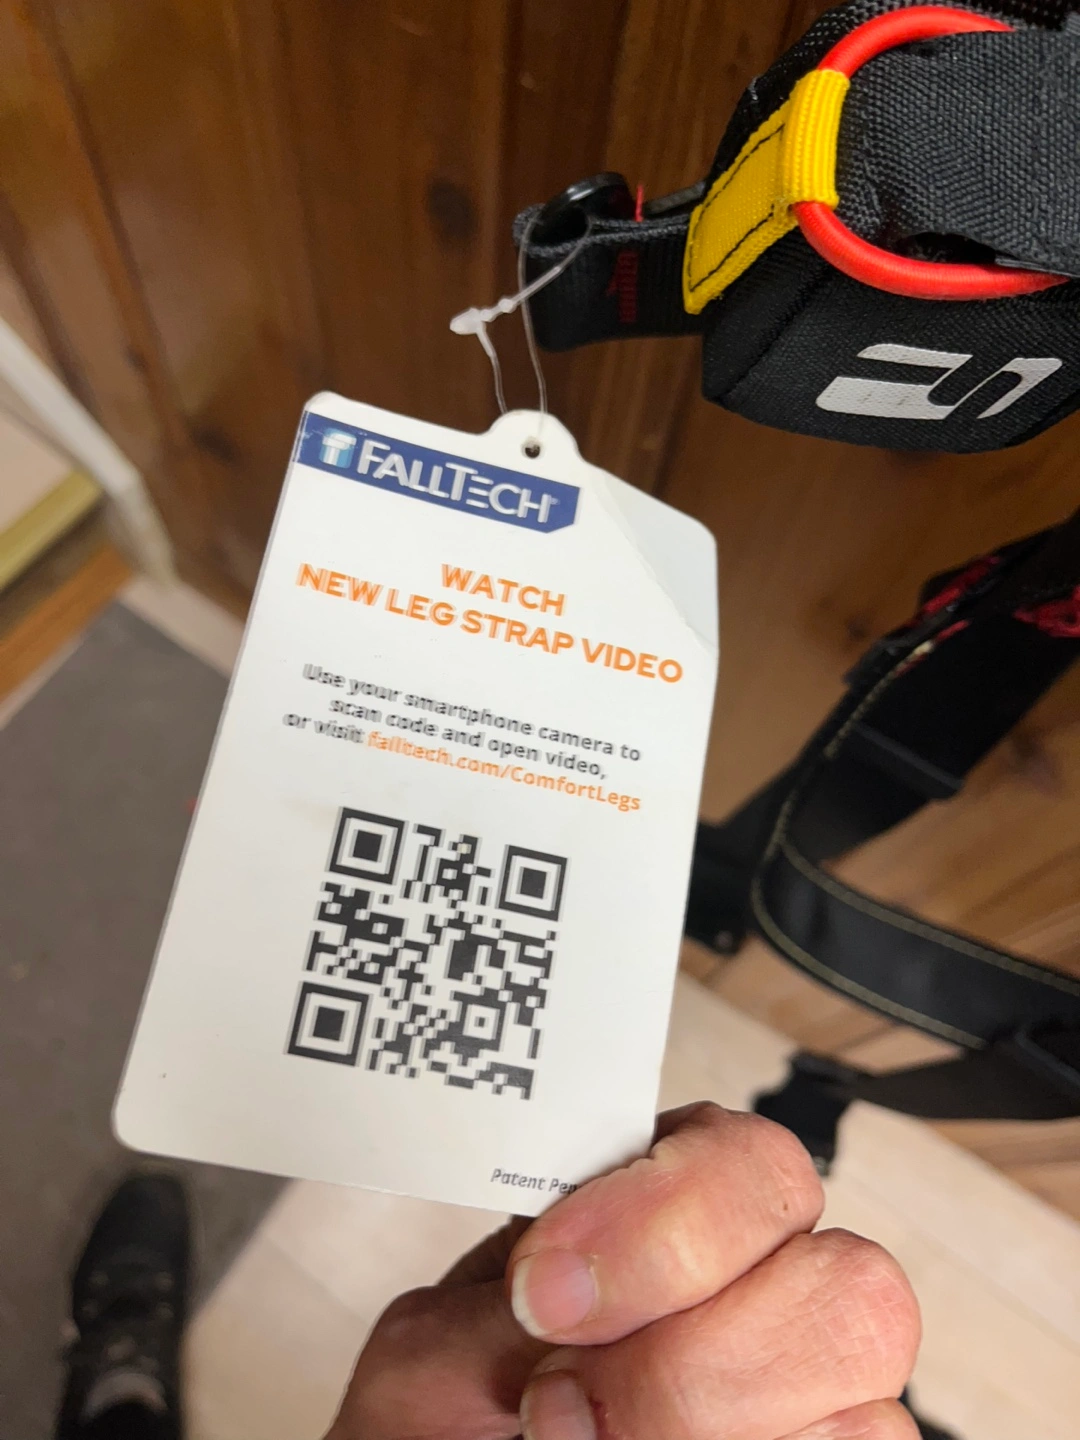 FALLTECH
WATCH
NEW LEG STRAP VIDEO
Use your smartphone camera to
scan code and open video,
or visit falltech.com/ComfortLegs
Patent